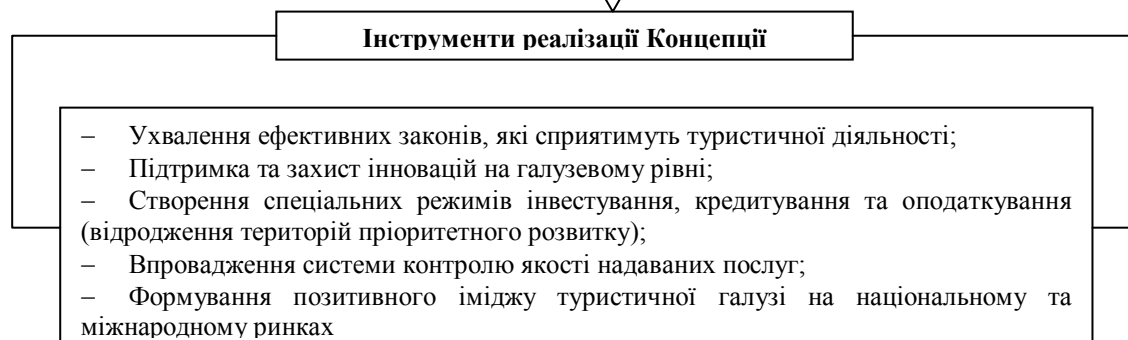 Інструменти реалізації Концепції
– Ухвалення ефективних законів, які сприятимуть туристичної діяльності;
– Підтримка та захист інновацій на галузевому рівні;
– Створення спеціальних режимів інвестування, кредитування та оподаткування
(відродження територій пріоритетного розвитку);
– Впровадження системи контролю якості надаваних послуг;
– Формування позитивного іміджу туристичної галузі на національному та
міжнародному ринках